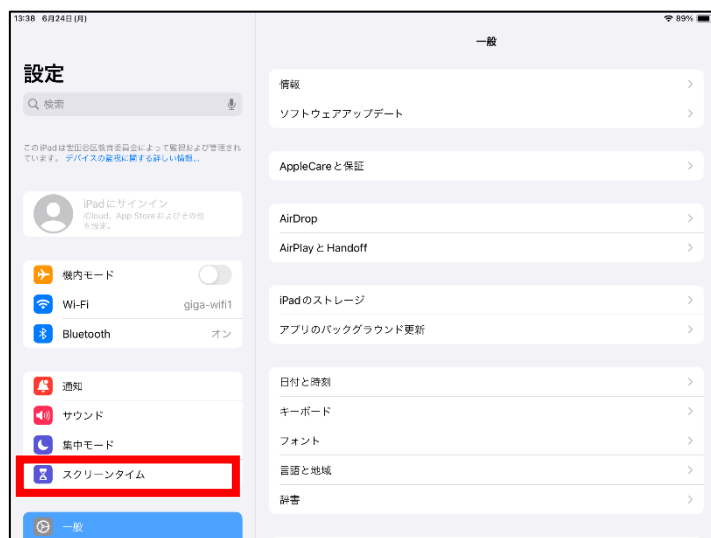 13:38 6月24日(月)
89%
設定
検索
このiPadは世田谷区教育委員会によって監視および管理され
ています。デバイスの監視に関する詳しい情報...
iPadにサインイン
iCloud、App Storeおよびその他
を設定。
機内モード
Wi-Fi giga-wifi1
Bluetooth オン
通知
サウンド
集中モード
スクリーンタイム
一般
一般
情報
ソフトウェアアップデート
AppleCareと保証
AirDrop
AirPlayとHandoff
iPadのストレージ
アプリのバックグラウンド更新
日付と時刻
キーボード
フォント
言語と地域
辞書